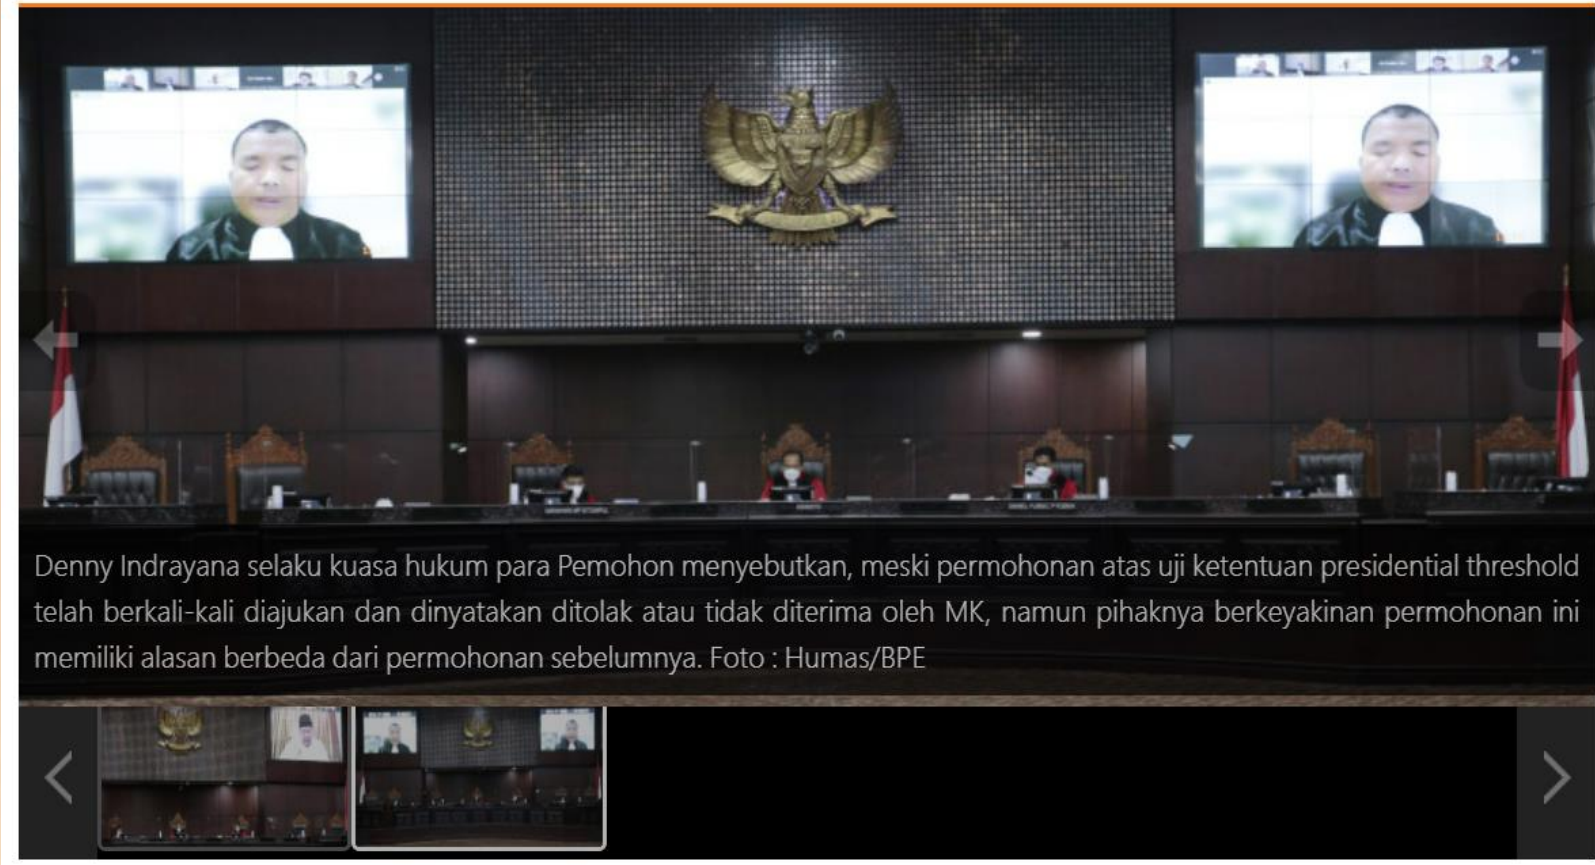 Denny Indrayana selaku kuasa hukum para Pemohon menyebutkan, meski permohonan atas uji ketentuan presidential threshold
telah berkali-kali diajukan dan dinyatakan ditolak atau tidak diterima oleh MK, namun pihaknya berkeyakinan permohonan ini
memiliki alasan berbeda dari permohonan sebelumnya. Foto : Humas/BPE